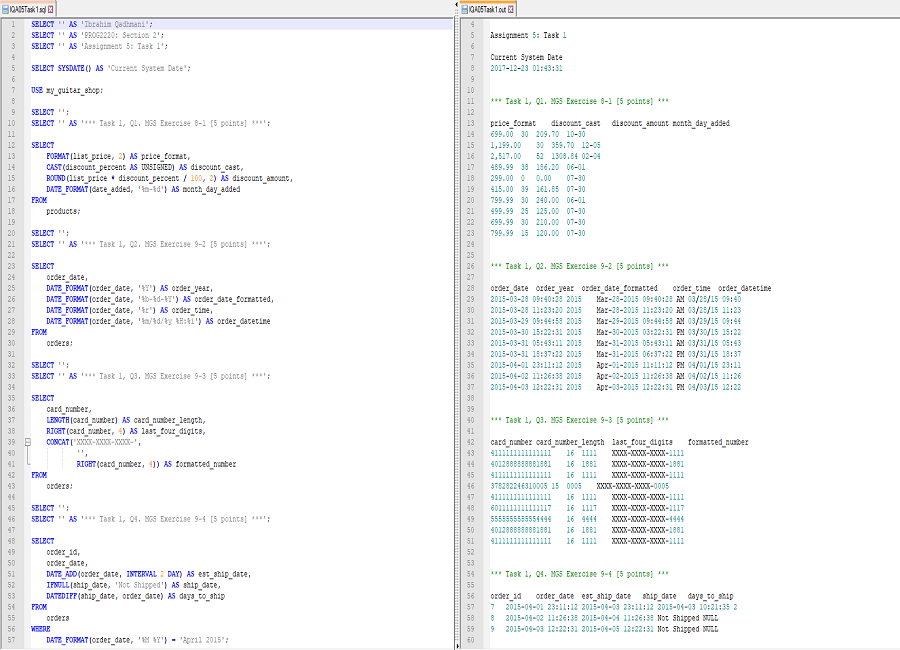 IQA05Task1.sql
1 SELECT '' AS 'Ibrahim Qadhmani';
2 SELECT '' AS 'PROG2220: Section 2';
3 SELECT '' AS 'Assignment 5: Task 1';
4
5 SELECT SYSDATE() AS 'Current System Date';
6
7 USE my_guitar_shop;
8
9 SELECT '';
10 SELECT '' AS '*** Task 1, Q1. MGS Exercise 8-1 [5 points] ***';
11
12 SELECT
13 FORMAT(list_price, 2) AS price_format,
14 CAST(discount_percent AS UNSIGNED) AS discount_cast,
15 ROUND(list_price * discount_percent / 100, 2) AS discount_amount,
16 DATE_FORMAT(date_added, '%m-%d') AS month_day_added
17 FROM
18 products;
19
20 SELECT '';
21 SELECT '' AS '*** Task 1, Q2. MGS Exercise 9-2 [5 points] ***';
22
23 SELECT
24 order_date,
25 DATE_FORMAT(order_date, '%Y') AS order_year,
26 DATE_FORMAT(order_date, '%b-%d-%Y') AS order_date_formatted,
27 DATE_FORMAT(order_date, '%r') AS order_time,
28 DATE_FORMAT(order_date, '%m/%d/%y %H:%i') AS order_datetime
29 FROM
30 orders;
31
32 SELECT '';
33 SELECT '' AS '*** Task 1, Q3. MGS Exercise 9-3 [5 points] ***';
34
35 SELECT
36 card_number,
37 LENGTH(card_number) AS card_number_length,
38 RIGHT(card_number, 4) AS last_four_digits,
39 CONCAT('XXXX-XXXX-XXXX-',
40 '',
41 RIGHT(card_number, 4)) AS formatted_number
42 FROM
43 orders;
44
45 SELECT '';
46 SELECT '' AS '*** Task 1, Q4. MGS Exercise 9-4 [5 points] ***';
47
48 SELECT
49 order_id,
50 order_date,
51 DATE_ADD(order_date, INTERVAL 2 DAY) AS est_ship_date,
52 IFNULL(ship_date, 'Not Shipped') AS ship_date,
53 DATEDIFF(ship_date, order_date) AS days_to_ship
54 FROM
55 orders
56 WHERE
57 DATE_FORMAT(order_date, '%M %Y') = 'April 2015';
IQA05Task1.out
4
5 Assignment 5: Task 1
6
7 Current System Date
8 2017-12-23 01:43:31
9
10
11 *** Task 1, Q1. MGS Exercise 8-1 [5 points] ***
12
13 price_format discount_cast discount_amount month_day_added
14 699.00 30 209.70 10-30
15 1,199.00 30 359.70 12-05
16 2,517.00 52 1308.84 02-04
17 489.99 38 186.20 06-01
18 299.00 0 0.00 07-30
19 415.00 39 161.85 07-30
20 799.99 30 240.00 06-01
21 499.99 25 125.00 07-30
22 699.99 30 210.00 07-30
23 799.99 15 120.00 07-30
24
25
26 *** Task 1, Q2. MGS Exercise 9-2 [5 points] ***
27
28 order_date order_year order_date_formatted order_time order_datetime
29 2015-03-28 09:40:28 2015 Mar-28-2015 09:40:28 AM 03/28/15 09:40
30 2015-03-28 11:23:20 2015 Mar-28-2015 11:23:20 AM 03/28/15 11:23
31 2015-03-29 09:44:58 2015 Mar-29-2015 09:44:58 AM 03/29/15 09:44
32 2015-03-30 15:22:31 2015 Mar-30-2015 03:22:31 PM 03/30/15 15:22
33 2015-03-31 05:43:11 2015 Mar-31-2015 05:43:11 AM 03/31/15 05:43
34 2015-03-31 18:37:22 2015 Mar-31-2015 06:37:22 PM 03/31/15 18:37
35 2015-04-01 23:11:12 2015 Apr-01-2015 11:11:12 PM 04/01/15 23:11
36 2015-04-02 11:26:38 2015 Apr-02-2015 11:26:38 AM 04/02/15 11:26
37 2015-04-03 12:22:31 2015 Apr-03-2015 12:22:31 PM 04/03/15 12:22
38
39
40 *** Task 1, Q3. MGS Exercise 9-3 [5 points] ***
41
42 card_number card_number_length last_four_digits formatted_number
43 4111111111111111 16 1111 XXXX-XXXX-XXXX-1111
44 4012888888881881 16 1881 XXXX-XXXX-XXXX-1881
45 4111111111111111 16 1111 XXXX-XXXX-XXXX-1111
46 378282246310005 15 0005 XXXX-XXXX-XXXX-0005
47 4111111111111111 16 1111 XXXX-XXXX-XXXX-1111
48 6011111111111117 16 1117 XXXX-XXXX-XXXX-1117
49 5555555555554444 16 4444 XXXX-XXXX-XXXX-4444
50 4012888888881881 16 1881 XXXX-XXXX-XXXX-1881
51 4111111111111111 16 1111 XXXX-XXXX-XXXX-1111
52
53
54 *** Task 1, Q4. MGS Exercise 9-4 [5 points] ***
55
56 order_id order_date est_ship_date ship_date days_to_ship
57 7 2015-04-01 23:11:12 2015-04-03 23:11:12 2015-04-03 10:21:35 2
58 8 2015-04-02 11:26:38 2015-04-04 11:26:38 Not Shipped NULL
59 9 2015-04-03 12:22:31 2015-04-05 12:22:31 Not Shipped NULL
60